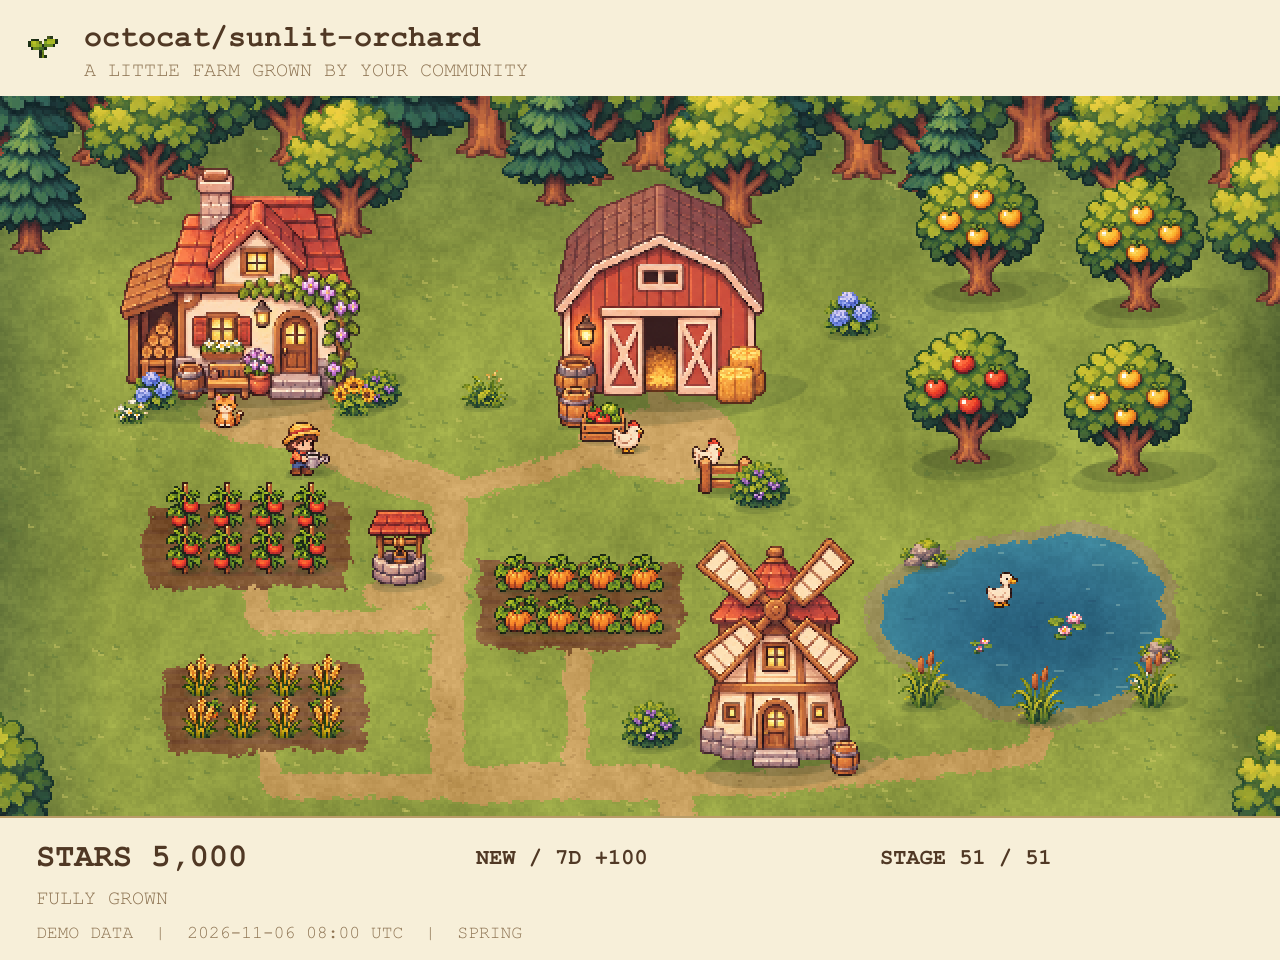 octocat/sunlit-orchard
A LITTLE FARM GROWN BY YOUR COMMUNITY
STARS 5,000
NEW / 7D +100
STAGE 51 / 51
FULLY GROWN
DEMO DATA | 2026-11-06 08:00 UTC | SPRING